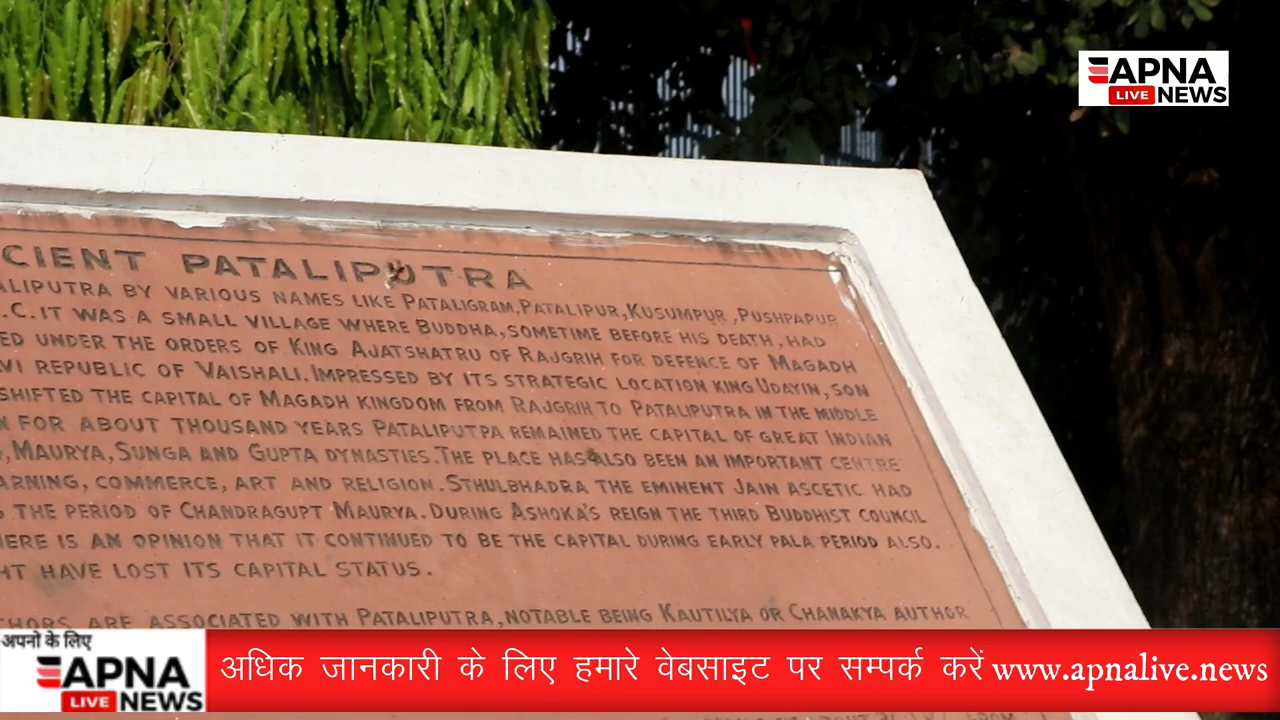 APNA
LIVE NEWS
CIENT PATALIPUTRA
ALIPUTRA BY VARIOUS NAMES LIKE PATALIGRAM,PATALIPUR,KUSUMPUR,PUSHPAPUR
.C.IT WAS A SMALL VILLAGE WHERE BUDDHA,SOMETIME BEFORE HIS DEATH,HAD
ED UNDER THE ORDERS OF KING AJATSHATRU OF RAJGRIH FOR DEFENCE OF MAGADH
VI REPUBLIC OF VAISHALI.IMPRESSED BY ITS STRATEGIC LOCATION KING UDAYIN,SON
SHIFTED THE CAPITAL OF MAGADH KINGDOM FROM RAJGRIH TO PATALIPUTRA IN THE MIDDLE
N FOR ABOUT THOUSAND YEARS PATALIPUTPA REMAINED THE CAPITAL OF GREAT INDIAN
,MAURYA,SUNGA AND GUPTA DYNASTIES.THE PLACE HAS ALSO BEEN AN IMPORTANT CENTRE
ARNING, COMMERCE, ART AND RELIGION.STHULBHADRA THE EMINENT JAIN ASCETIC HAD
S THE PERIOD OF CHANDRAGUPT MAURYA.DURING ASHOKA'S REIGN THE THIRD BUDDHIST COUNCIL
HERE IS AN OPINION THAT IT CONTINUED TO BE THE CAPITAL DURING EARLY PALA PERIOD ALSO.
HT HAVE LOST ITS CAPITAL STATUS.
THORS ARE ASSOCIATED WITH PATALIPUTRA,NOTABLE BEING KAUTILYA OR CHANAKYA AUTHOR
अपनो के लिए
APNA
LIVE NEWS
अधिक जानकारी के लिए हमारे वेबसाइट पर सम्पर्क करें www.apnalive.news